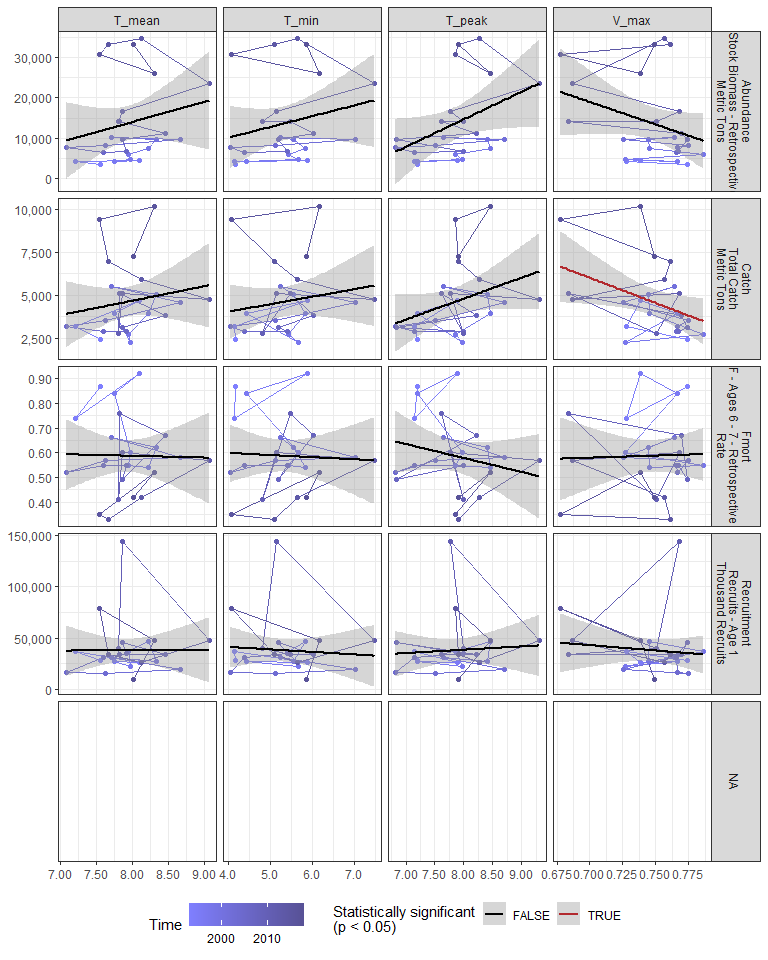 T_mean T_min T_peak V_max
30,000
20,000
10,000
0
Abundance
Stock Biomass - Retrospectiv
Metric Tons
10,000
7,500
5,000
2,500
Catch
Total Catch
Metric Tons
0.90
0.80
0.70
0.60
0.50
0.40
Fmort
F - Ages 6 - 7 - Retrospective
Rate
150,000
100,000
50,000
0
Recruitment
Recruits - Age 1
Thousand Recruits
NA
7.00 7.50 8.00 8.50 9.00 4.0 5.0 6.0 7.0 7.00 7.50 8.00 8.50 9.00 0.675 0.700 0.725 0.750 0.775
Time
2000 2010
Statistically significant
(p < 0.05)
FALSE TRUE